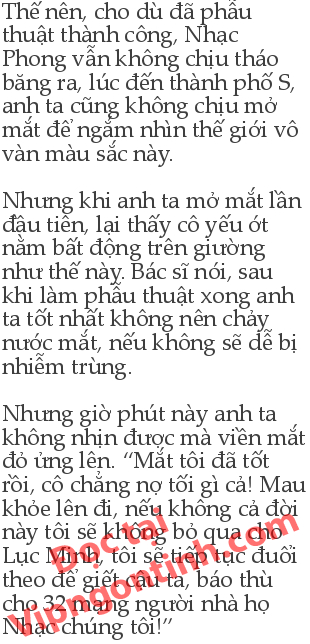 Thế nên, cho dù đã phẫu
thuật thành công, Nhạc
Phong vẫn không chịu tháo
băng ra, lúc đến thành phố S,
anh ta cũng không chịu mở
mắt để ngắm nhìn thế giới vô
vàn màu sắc này.
Nhưng khi anh ta mở mắt lần
đầu tiên, lại thấy cô yếu ớt
nằm bất động trên giường
như thế này. Bác sĩ nói, sau
khi làm phẫu thuật xong anh
ta tốt nhất không nên chảy
nước mắt, nếu không sẽ dễ bị
nhiễm trùng.
Nhưng giờ phút này anh ta
không nhịn được mà viền mắt
đỏ ửng lên. “Mắt tôi đã tốt
rồi, cô chẳng nợ tối gì cả! Mau
khỏe lên đi, nếu không cả đời
này tôi sẽ không bỏ qua cho
Lục Minh, tôi sẽ tiếp tục đuổi
theo để giết cậu ta, báo thù
cho 32 mạng người nhà họ
Nhạc chúng tôi!”
Đọc tại
Vipngontinh.com